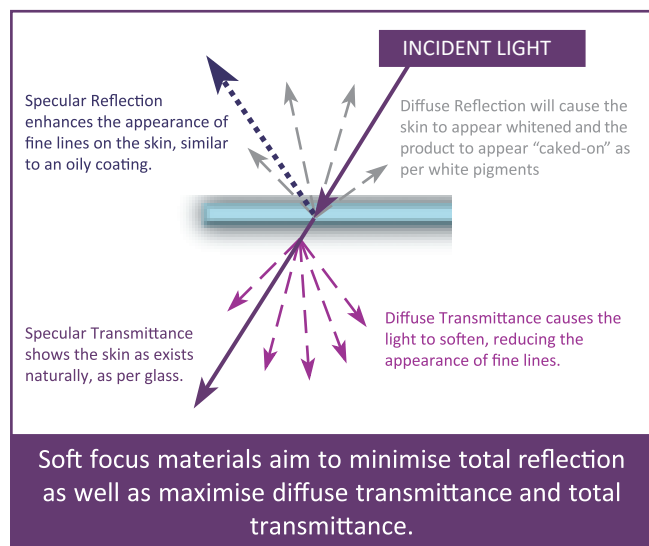 INCIDENT LIGHT
Specular Reflection
enhances the appearance of
fine lines on the skin, similar
to an oily coating.
Diffuse Reflection will cause the
skin to appear whitened and the
product to appear “caked-on” as
per white pigments
Specular Transmittance
shows the skin as exists
naturally, as per glass.
Diffuse Transmittance causes the
light to soften, reducing the
appearance of fine lines.
Soft focus materials aim to minimise total reflection
as well as maximise diffuse transmittance and total
transmittance.